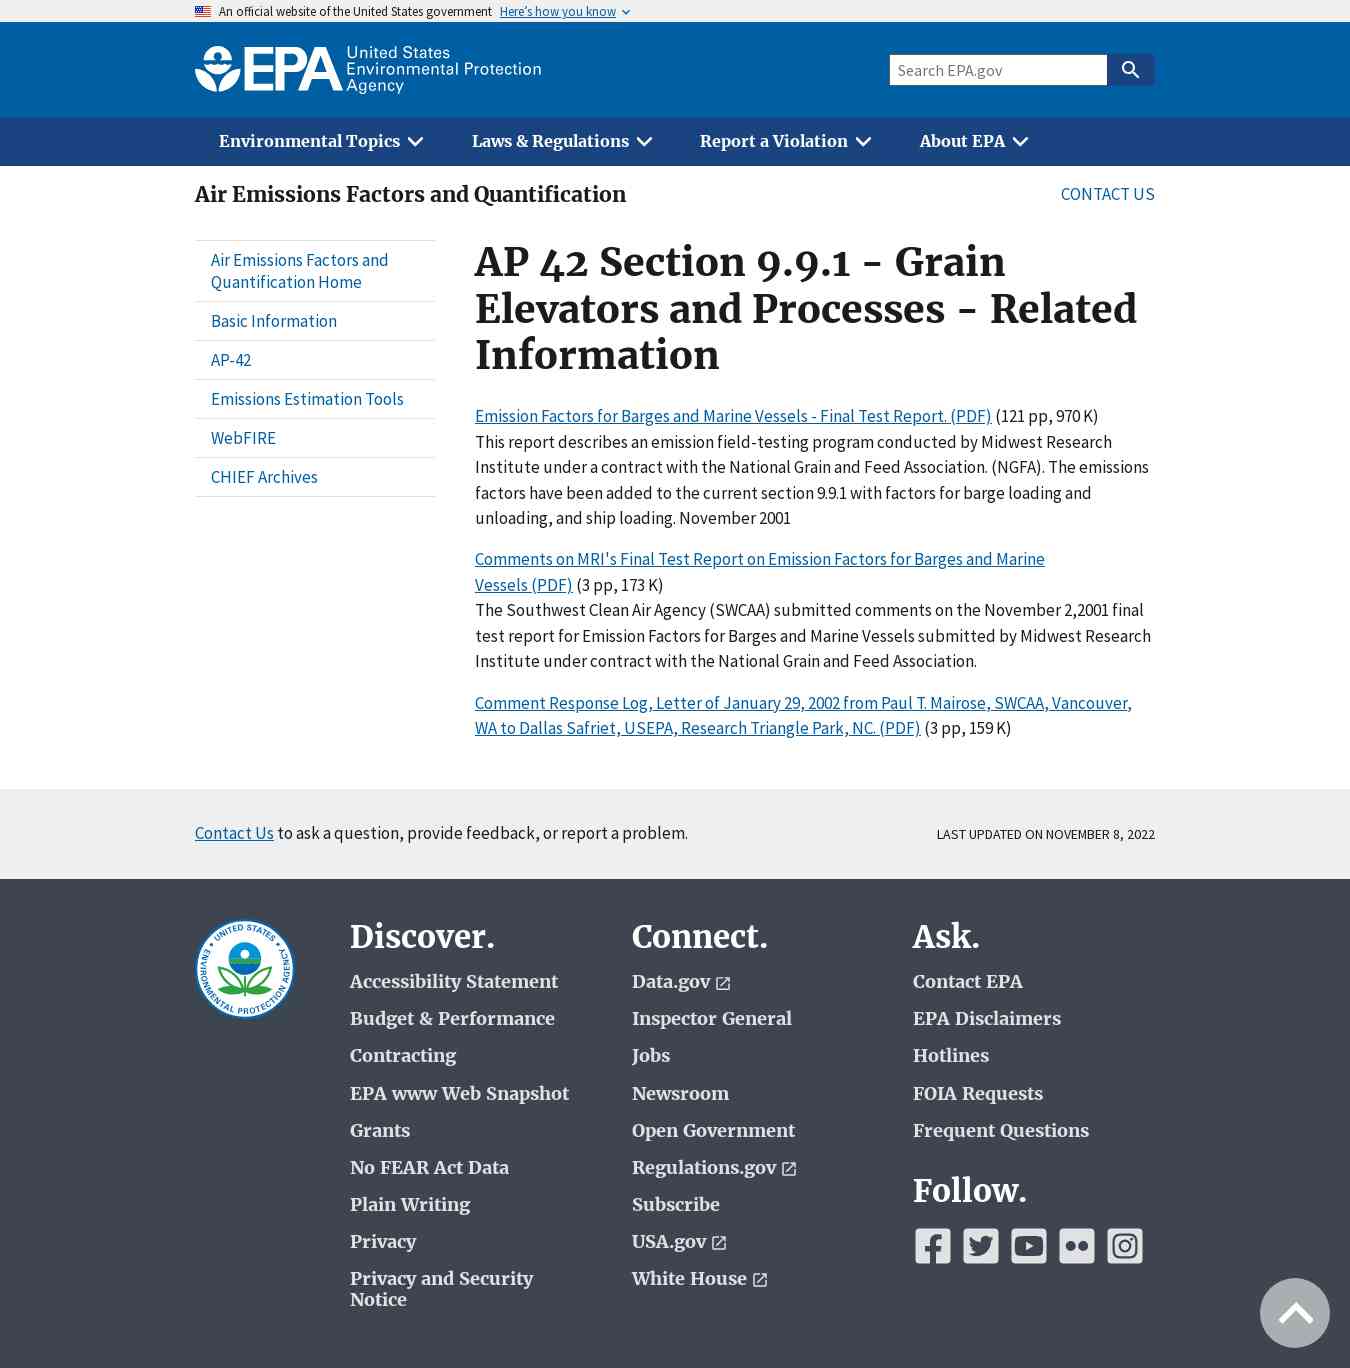 An official website of the United States government Here's how you know
EPA United States
Environmental Protection
Agency
Search EPA.gov
Environmental Topics Laws & Regulations Report a Violation About EPA
Air Emissions Factors and Quantification
CONTACT US
Air Emissions Factors and
Quantification Home
Basic Information
AP-42
Emissions Estimation Tools
WebFIRE
CHIEF Archives
AP 42 Section 9.9.1 - Grain
Elevators and Processes - Related
Information
Emission Factors for Barges and Marine Vessels - Final Test Report. (PDF) (121 pp, 970 K)
This report describes an emission field-testing program conducted by Midwest Research
Institute under a contract with the National Grain and Feed Association. (NGFA). The emissions
factors have been added to the current section 9.9.1 with factors for barge loading and
unloading, and ship loading. November 2001
Comments on MRI's Final Test Report on Emission Factors for Barges and Marine
Vessels (PDF) (3 pp, 173 K)
The Southwest Clean Air Agency (SWCAA) submitted comments on the November 2,2001 final
test report for Emission Factors for Barges and Marine Vessels submitted by Midwest Research
Institute under contract with the National Grain and Feed Association.
Comment Response Log, Letter of January 29, 2002 from Paul T. Mairose, SWCAA, Vancouver,
WA to Dallas Safriet, USEPA, Research Triangle Park, NC. (PDF) (3 pp, 159 K)
Contact Us to ask a question, provide feedback, or report a problem.
LAST UPDATED ON NOVEMBER 8, 2022
UNITED STATES
ENVIRONMENTAL PROTECTION AGENCY
Discover.
Accessibility Statement
Budget & Performance
Contracting
EPA www Web Snapshot
Grants
No FEAR Act Data
Plain Writing
Privacy
Privacy and Security
Notice
Connect.
Data.gov
Inspector General
Jobs
Newsroom
Open Government
Regulations.gov
Subscribe
USA.gov
White House
Ask.
Contact EPA
EPA Disclaimers
Hotlines
FOIA Requests
Frequent Questions
Follow.